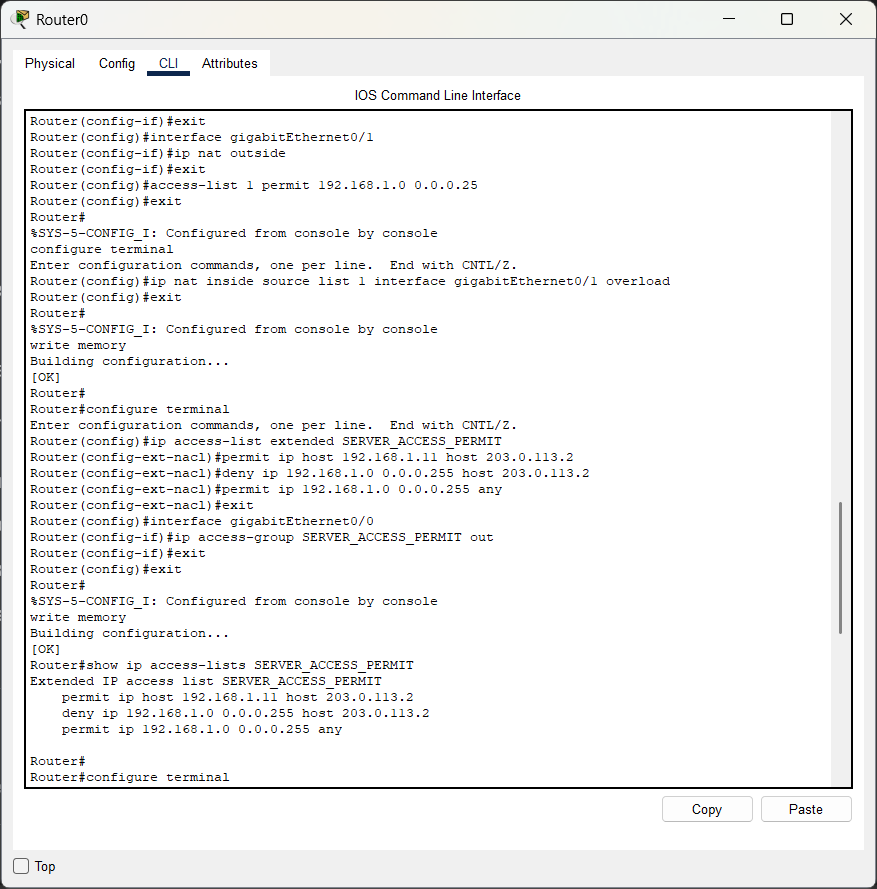 Router0
Physical Config CLI Attributes
IOS Command Line Interface
Router(config-if)#exit
Router(config)#interface gigabitEthernet0/1
Router(config-if)#ip nat outside
Router(config-if)#exit
Router(config)#access-list 1 permit 192.168.1.0 0.0.0.25
Router(config)#exit
Router#
%SYS-5-CONFIG_I: Configured from console by console
configure terminal
Enter configuration commands, one per line.  End with CNTL/Z.
Router(config)#ip nat inside source list 1 interface gigabitEthernet0/1 overload
Router(config)#exit
Router#
%SYS-5-CONFIG_I: Configured from console by console
write memory
Building configuration...
[OK]
Router#
Router#configure terminal
Enter configuration commands, one per line.  End with CNTL/Z.
Router(config)#ip access-list extended SERVER_ACCESS_PERMIT
Router(config-ext-nacl)#permit ip host 192.168.1.11 host 203.0.113.2
Router(config-ext-nacl)#deny ip 192.168.1.0 0.0.0.255 host 203.0.113.2
Router(config-ext-nacl)#permit ip 192.168.1.0 0.0.0.255 any
Router(config-ext-nacl)#exit
Router(config)#interface gigabitEthernet0/0
Router(config-if)#ip access-group SERVER_ACCESS_PERMIT out
Router(config-if)#exit
Router(config)#exit
Router#
%SYS-5-CONFIG_I: Configured from console by console
write memory
Building configuration...
[OK]
Router#show ip access-lists SERVER_ACCESS_PERMIT
Extended IP access list SERVER_ACCESS_PERMIT
    permit ip host 192.168.1.11 host 203.0.113.2
    deny ip 192.168.1.0 0.0.0.255 host 203.0.113.2
    permit ip 192.168.1.0 0.0.0.255 any
Router#
Router#configure terminal
Copy Paste
Top